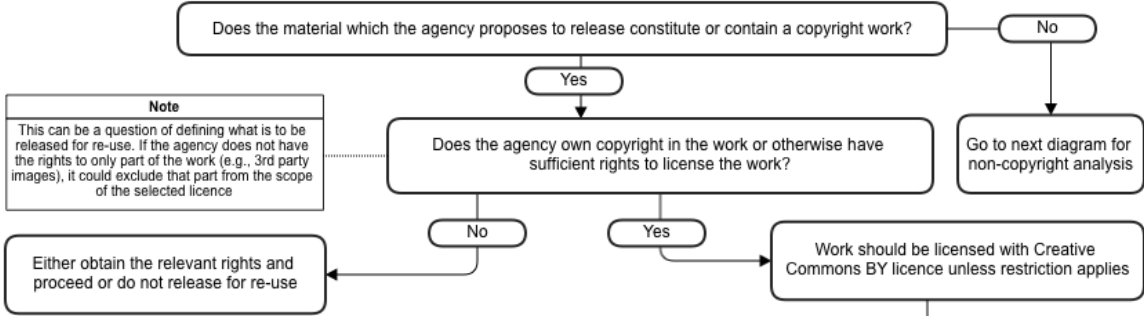 Does the material which the agency proposes to release constitute or contain a copyright work?
No
Yes
Note
This can be a question of defining what is to be
released for re-use. If the agency does not have
the rights to only part of the work (e.g., 3rd party
images), it could exclude that part from the scope
of the selected licence
Does the agency own copyright in the work or otherwise have
sufficient rights to license the work?
Go to next diagram for
non-copyright analysis
No
Yes
Either obtain the relevant rights and
proceed or do not release for re-use
Work should be licensed with Creative
Commons BY licence unless restriction applies